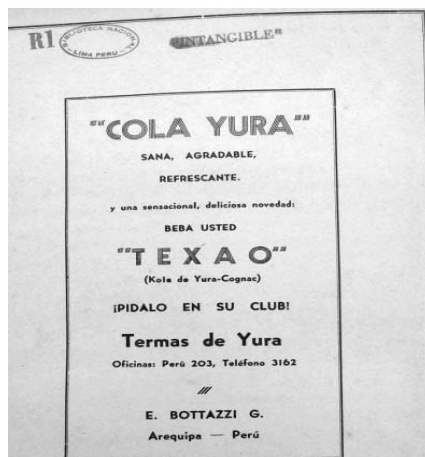 R1
BIBLIOTECA NACIONAL
LIMA PERU
"INTANGIBLE"
""COLA YURA""
SANA, AGRADABLE,
REFRESCANTE.
y una sensacional, deliciosa novedad:
BEBA USTED
""TEXAO""
(Kola de Yura-Cognac)
¡PIDALO EN SU CLUB!
Termas de Yura
Oficinas: Perú 203, Teléfono 3162
///
E. BOTTAZZI G.
Arequipa — Perú